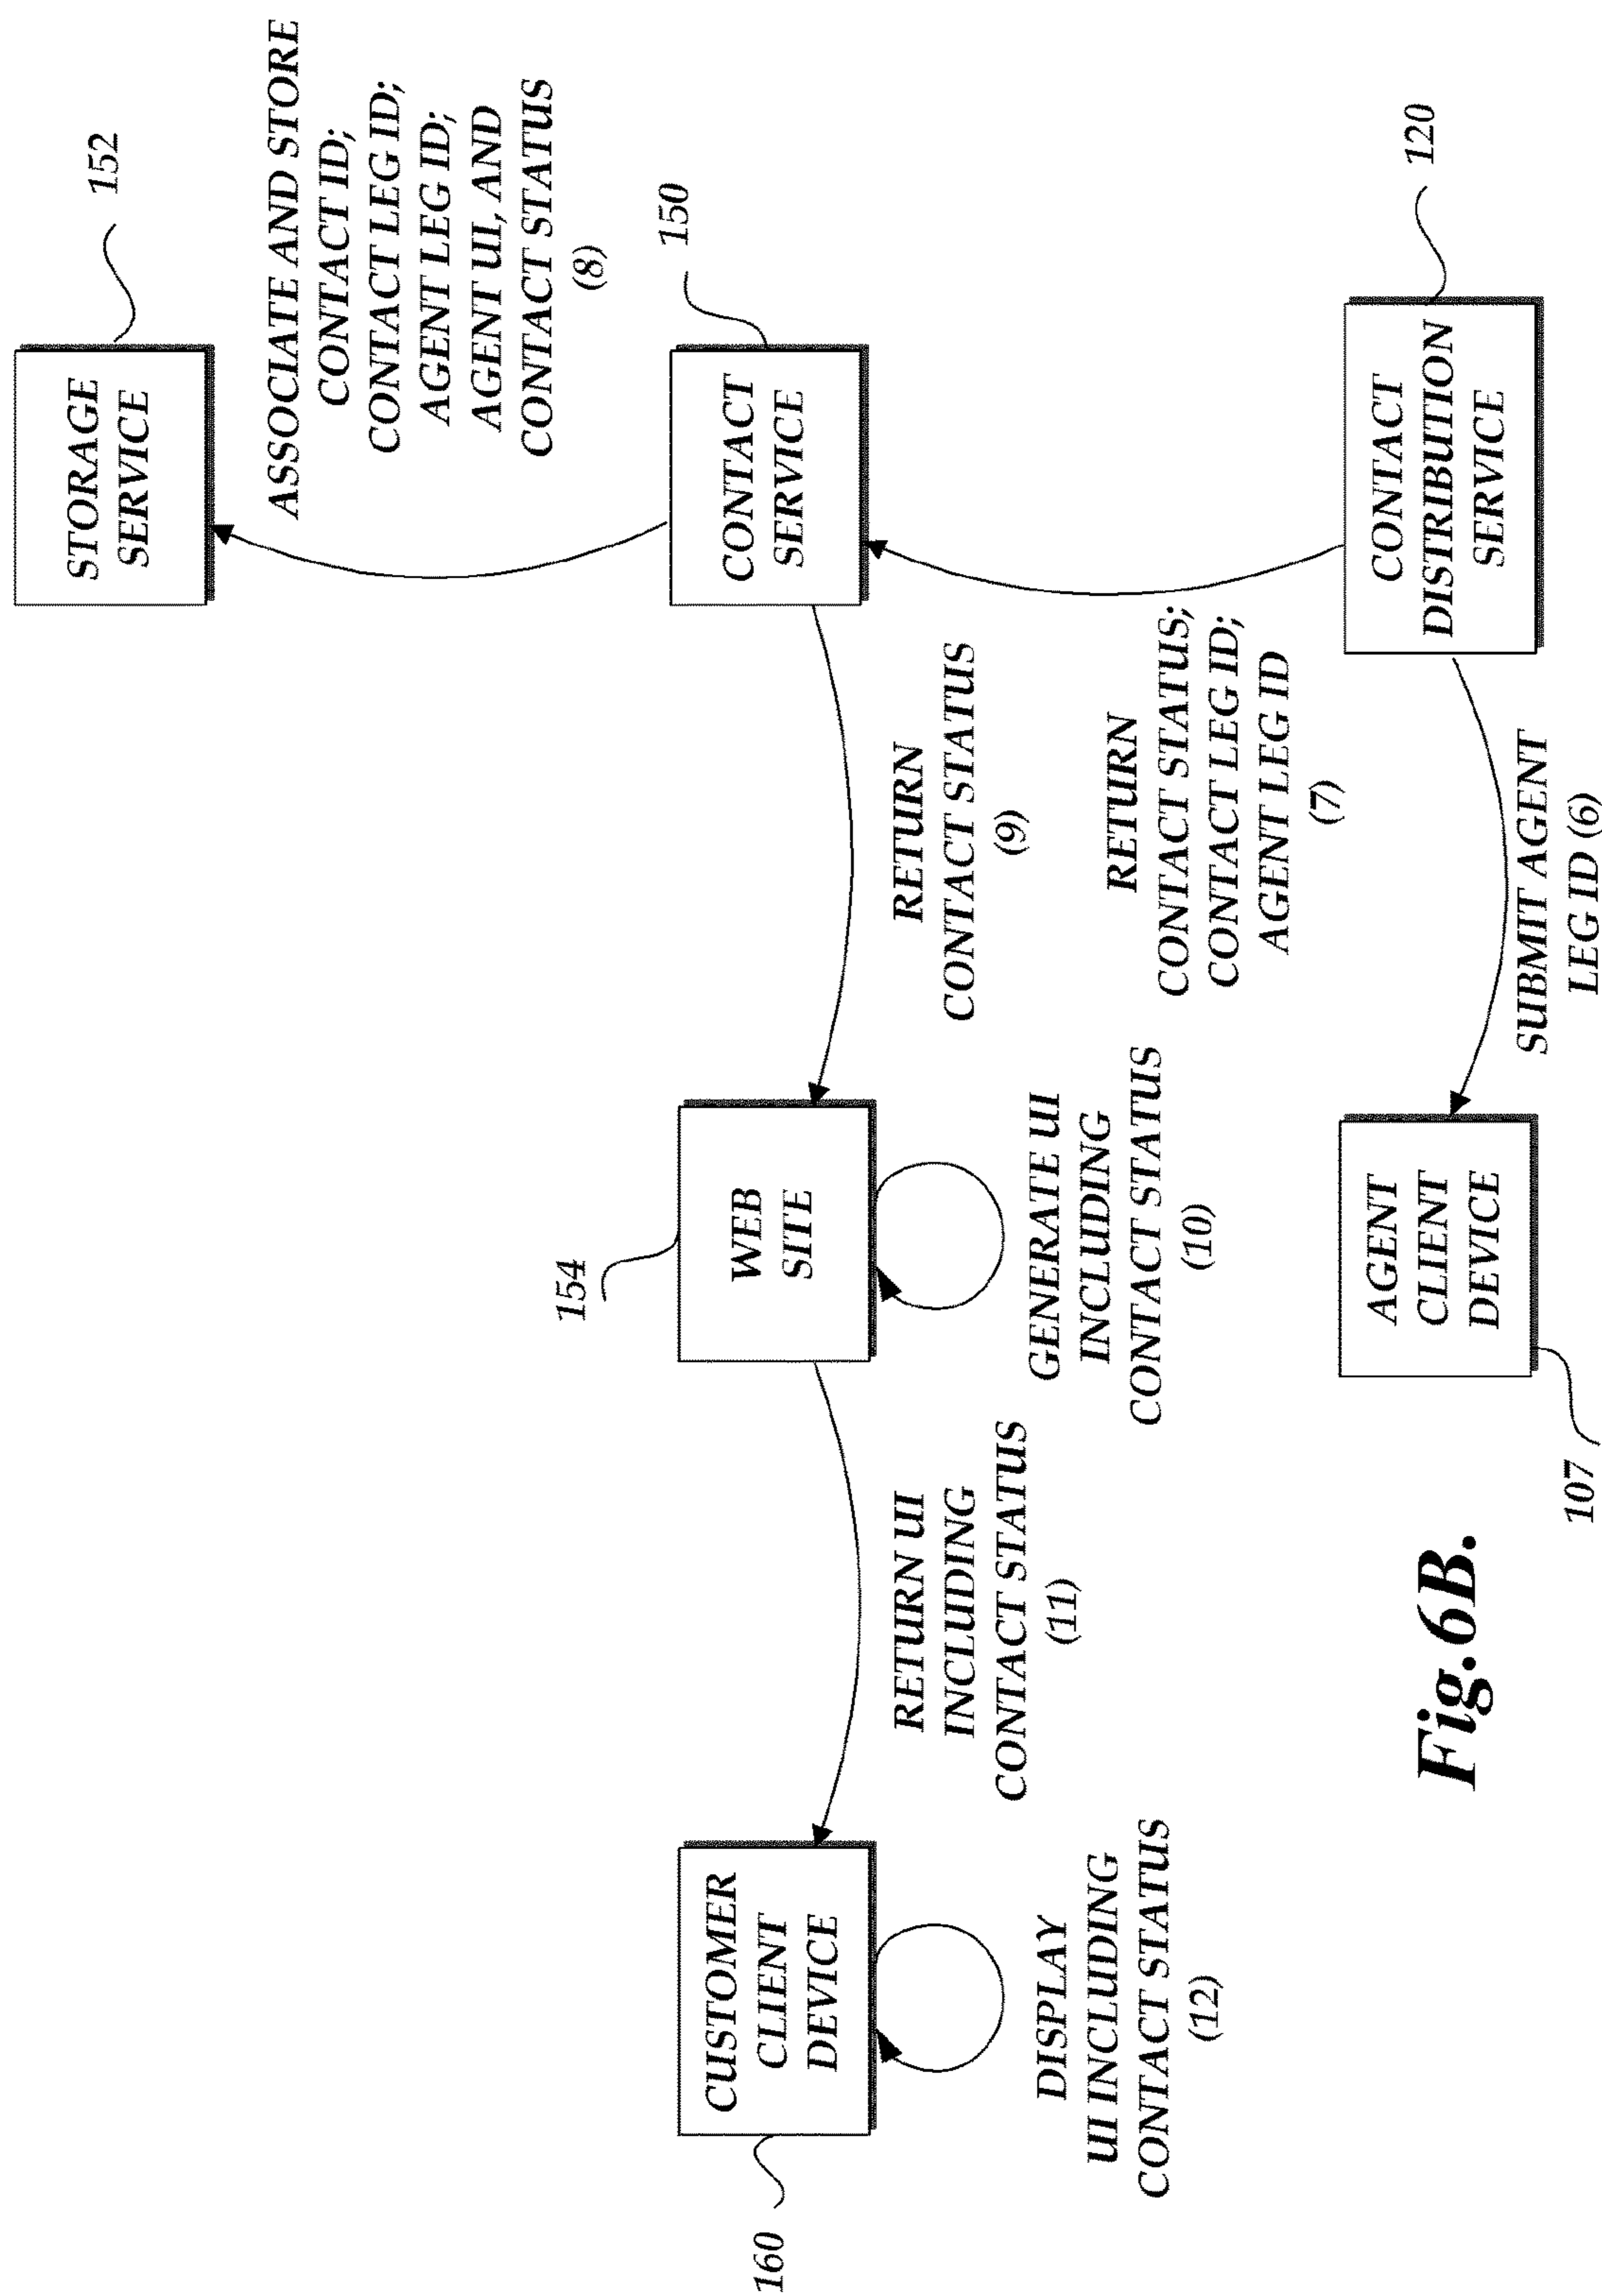 152
STORAGE
SERVICE
ASSOCIATE AND STORE
CONTACT ID;
CONTACT LEG ID;
AGENT LEG ID;
AGENT UI, AND
CONTACT STATUS
(8)
160
CUSTOMER
CLIENT
DEVICE
DISPLAY
UI INCLUDING
CONTACT STATUS
(12)
RETURN UI
INCLUDING
CONTACT STATUS
(11)
154
WEB
SITE
GENERATE UI
INCLUDING
CONTACT STATUS
(10)
RETURN
CONTACT STATUS
(9)
150
CONTACT
SERVICE
RETURN
CONTACT STATUS;
CONTACT LEG ID;
AGENT LEG ID
(7)
107
AGENT
CLIENT
DEVICE
SUBMIT AGENT
LEG ID (6)
120
CONTACT
DISTRIBUTION
SERVICE
Fig.6B.